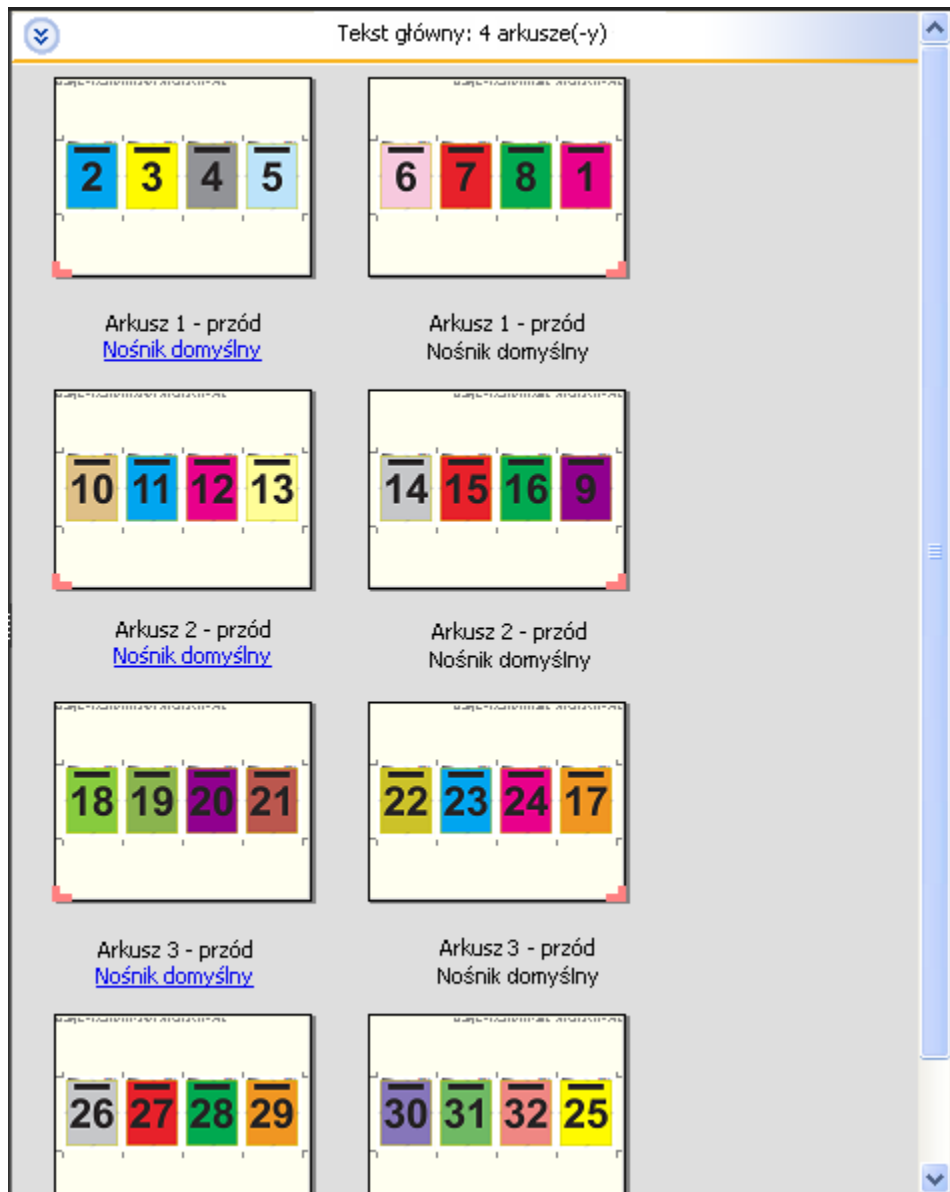 Tekst główny: 4 arkusze(-y)
2 3 4 5
6 7 8 1
Arkusz 1 - przód
Nośnik domyślny
Arkusz 1 - przód
Nośnik domyślny
10 11 12 13
14 15 16 9
Arkusz 2 - przód
Nośnik domyślny
Arkusz 2 - przód
Nośnik domyślny
18 19 20 21
22 23 24 17
Arkusz 3 - przód
Nośnik domyślny
Arkusz 3 - przód
Nośnik domyślny
26 27 28 29
30 31 32 25